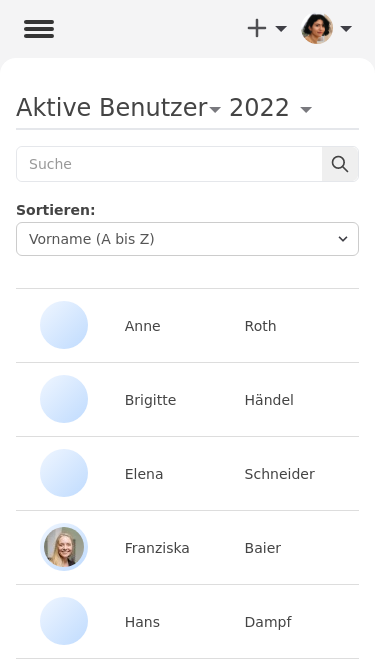 Aktive Benutzer 2022
Suche
Sortieren:
Vorname (A bis Z)
Anne Roth
Brigitte Händel
Elena Schneider
Franziska Baier
Hans Dampf